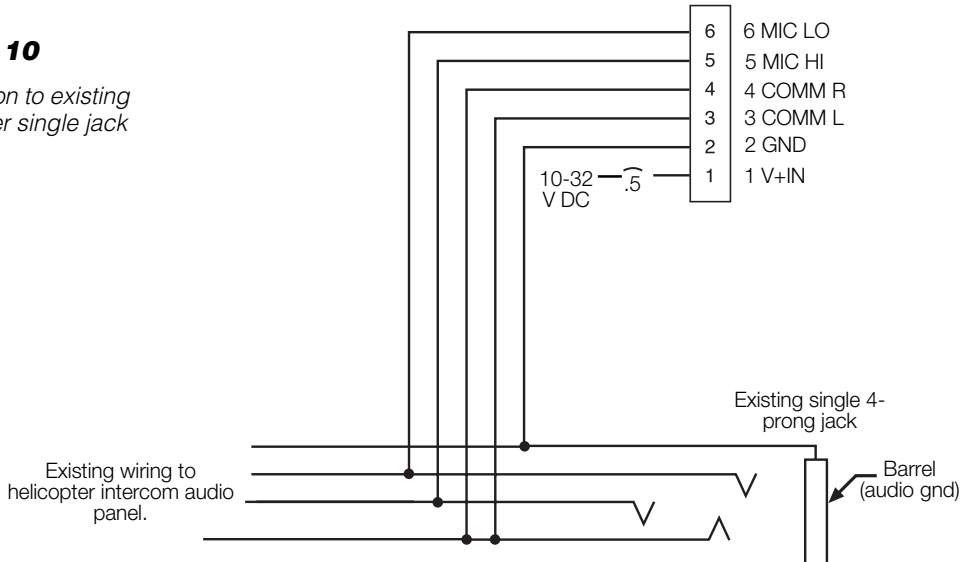 10
on to existing
er single jack
6 6 MIC LO
5 5 MIC HI
4 4 COMM R
3 3 COMM L
2 2 GND
1 1 V+IN
10-32 .5
V DC
Existing single 4-
prong jack
Existing wiring to
helicopter intercom audio
panel.
Barrel
(audio gnd)